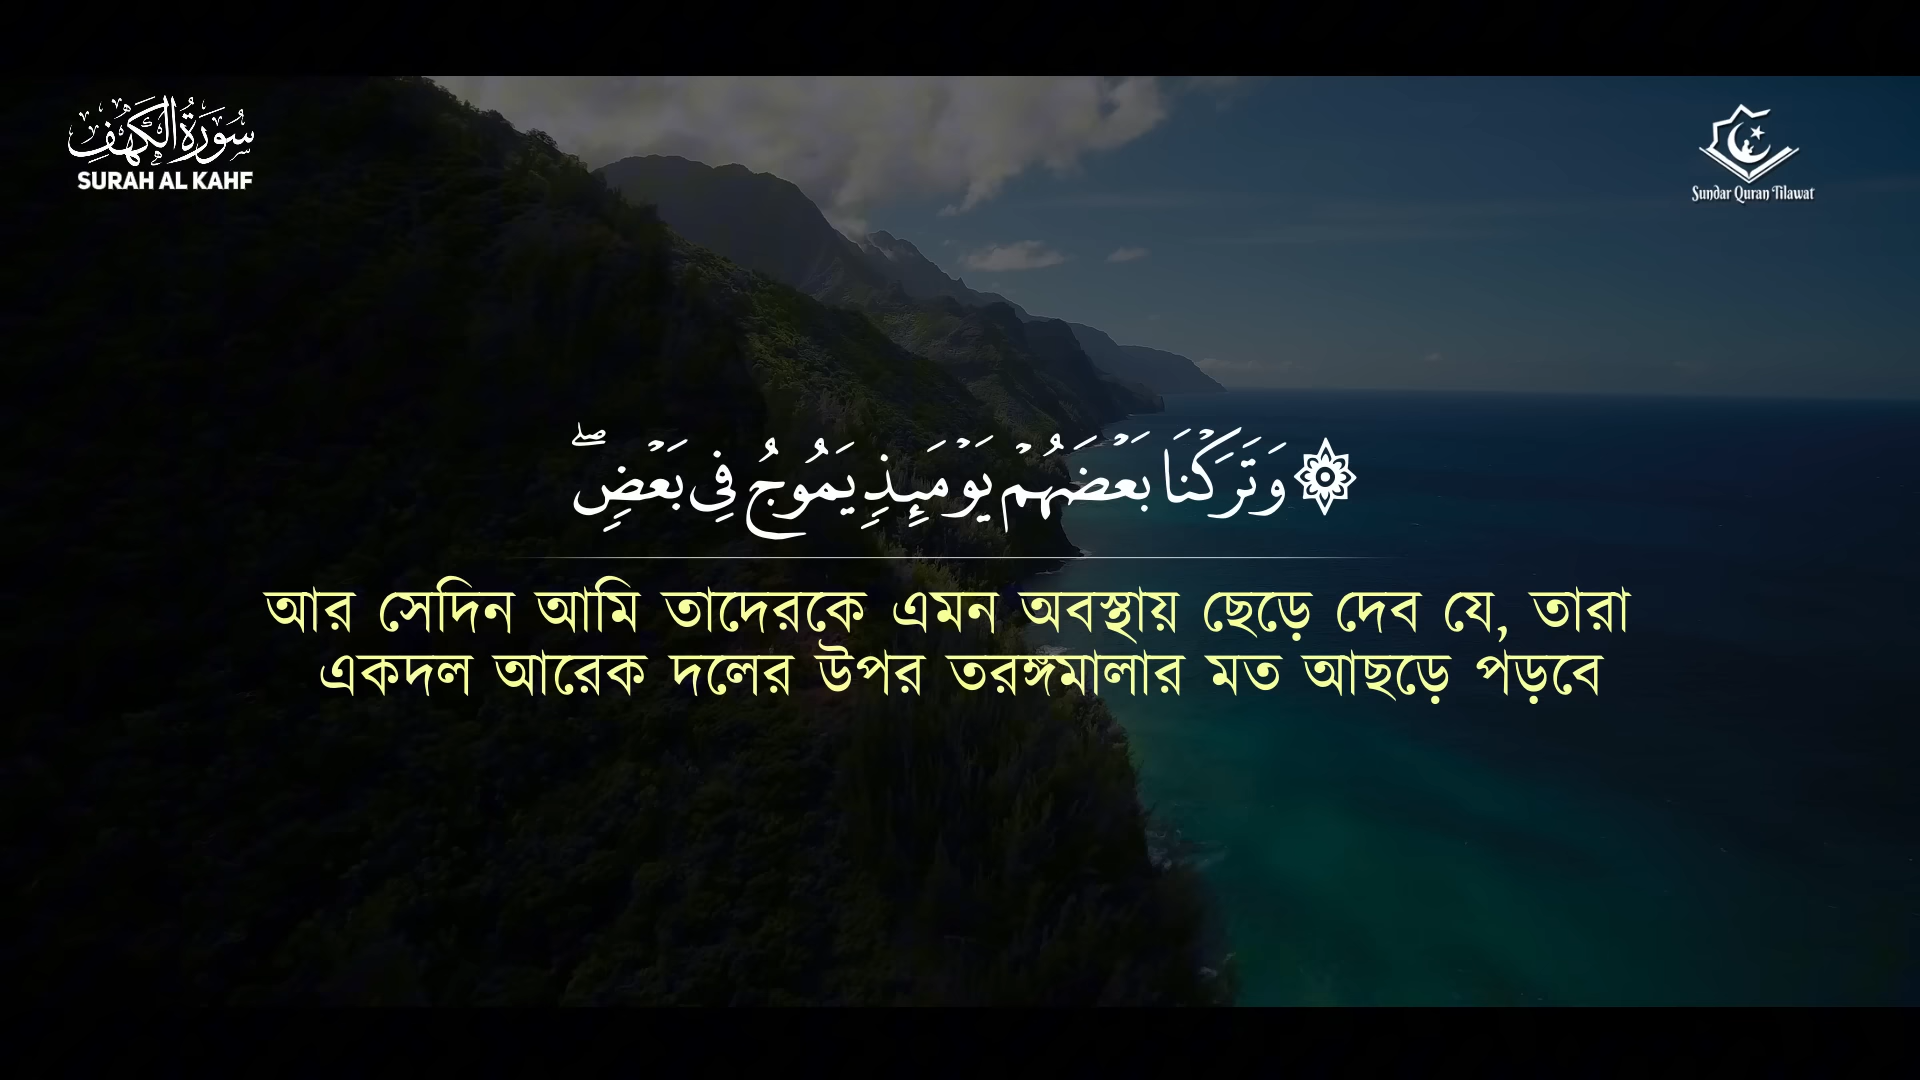 سُورَةُ الْكَهْفِ
SURAH AL KAHF
Sundar Quran Tilawat
۞ وَتَرَكْنَا بَعْضَهُمْ يَوْمَئِذٍ يَمُوجُ فِي بَعْضٍ ۖ
আর সেদিন আমি তাদেরকে এমন অবস্থায় ছেড়ে দেব যে, তারা
একদল আরেক দলের উপর তরঙ্গমালার মত আছড়ে পড়বে